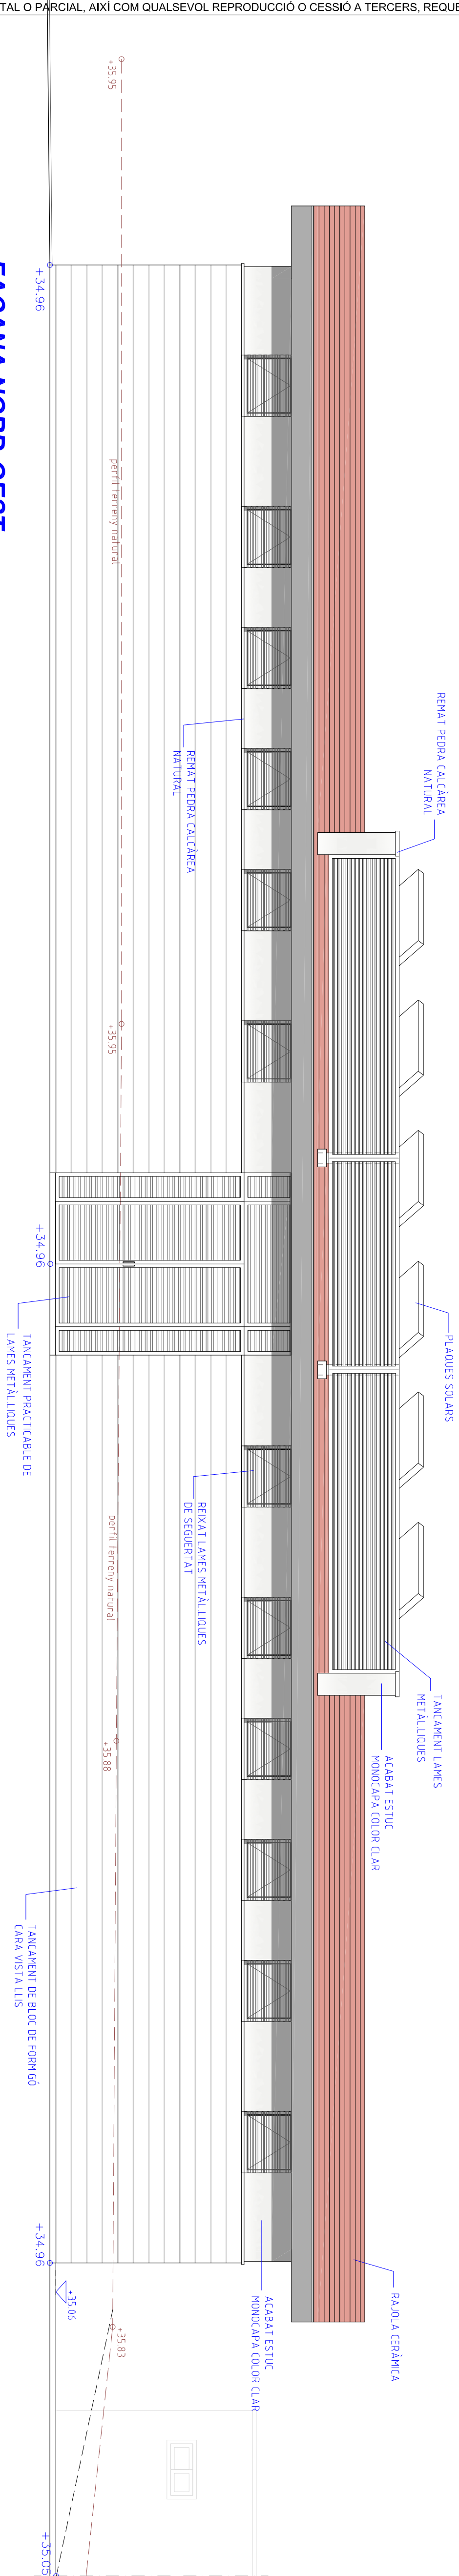 TAL O PARCIAL, AIXÍ COM QUALSEVOL REPRODUCCIÓ O CESSIÓ A TERCERS, REQUE
REMAT PEDRA CALCÀREA
NATURAL
PLAQUES SOLARS
TANCAMENT LAMES
METÀL.LIQUES
ACABAT ESTUC
MONOCAPA COLOR CLAR
RAJOLA CERÀMICA
REMAT PEDRA CALCÀREA
NATURAL
REIXAT LAMES METÀL.LIQUES
DE SEGUERTAT
ACABAT ESTUC
MONOCAPA COLOR CLAR
+35.95
perfil terreny natural
+35.95
perfil terreny natural
+35.88
+35.83
+35.06
+34.96
+34.96
+34.96
+35.05
TANCAMENT PRACTICABLE DE
LAMES METÀL.LIQUES
TANCAMENT DE BLOC DE FORMIGÓ
CARA VISTA LLIS